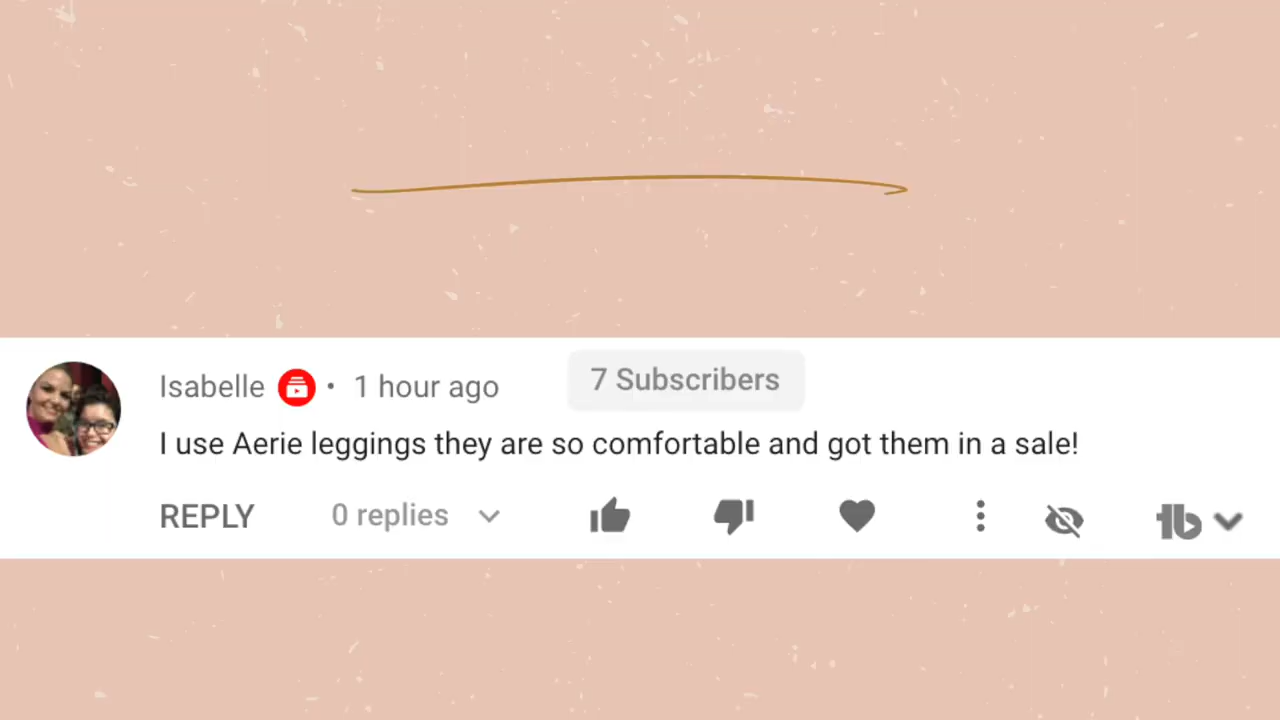 Isabelle • 1 hour ago 7 Subscribers
I use Aerie leggings they are so comfortable and got them in a sale!
REPLY 0 replies tb